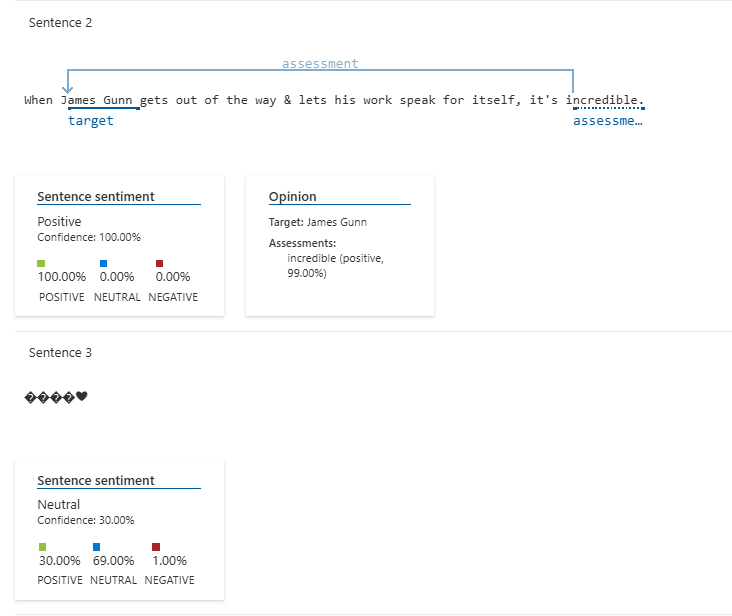 Sentence 2
assessment
When James Gunn gets out of the way & lets his work speak for itself, it's incredible.
target assessme…
Sentence sentiment
Positive
Confidence: 100.00%
100.00% 0.00% 0.00%
POSITIVE NEUTRAL NEGATIVE
Opinion
Target: James Gunn
Assessments:
incredible (positive,
99.00%)
Sentence 3
����♥
Sentence sentiment
Neutral
Confidence: 30.00%
30.00% 69.00% 1.00%
POSITIVE NEUTRAL NEGATIVE